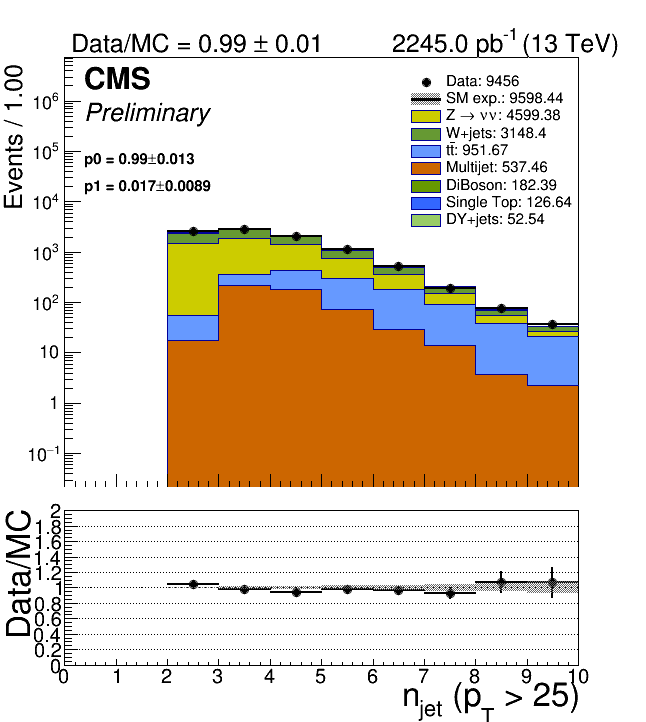 Data/MC = 0.99 ± 0.01
2245.0 pb⁻¹ (13 TeV)
CMS
Preliminary
p0 = 0.99±0.013
p1 = 0.017±0.0089
Data: 9456
SM exp.: 9598.44
Z → νν: 4599.38
W+jets: 3148.4
tt̄: 951.67
Multijet: 537.46
DiBoson: 182.39
Single Top: 126.64
DY+jets: 52.54
Events / 1.00
10⁶
10⁵
10⁴
10³
10²
10
1
10⁻¹
Data/MC
2
1.8
1.6
1.4
1.2
1
0.8
0.6
0.4
0.2
0
0 1 2 3 4 5 6 7 8 9 10
n_jet (p_T > 25)